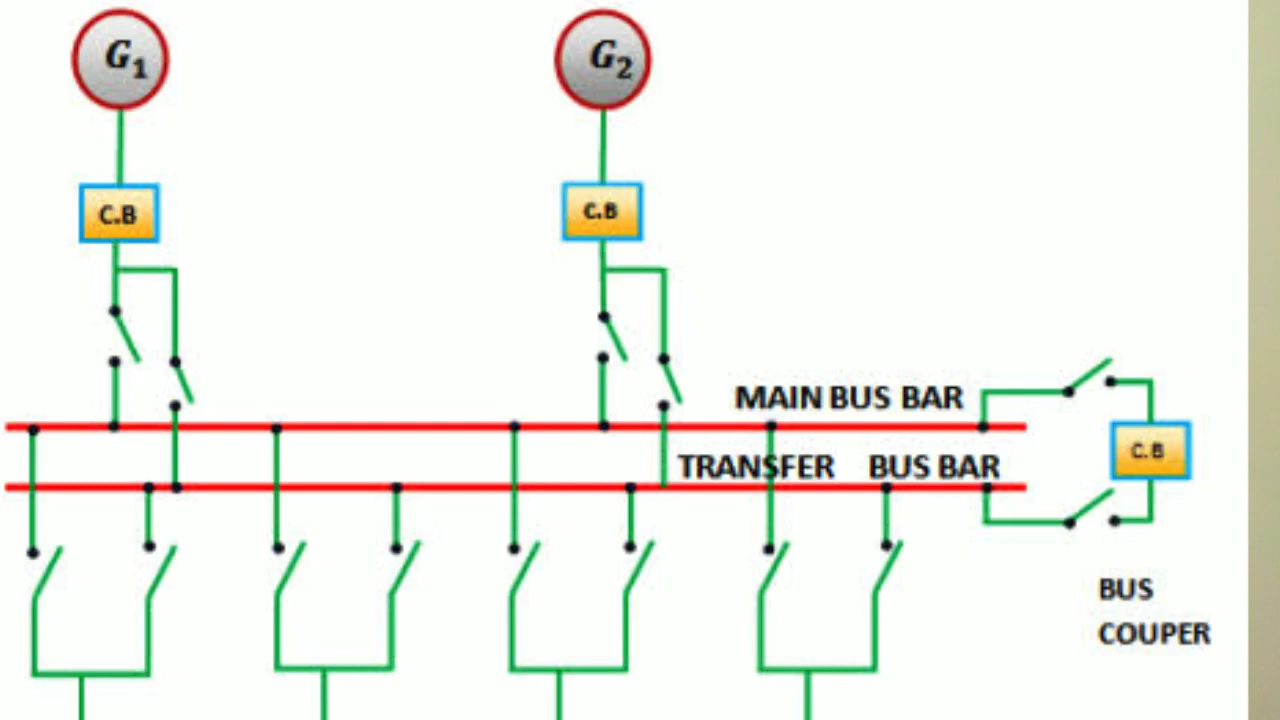 G1
G2
C.B
C.B
MAIN BUS BAR
C.B
TRANSFER BUS BAR
BUS
COUPER